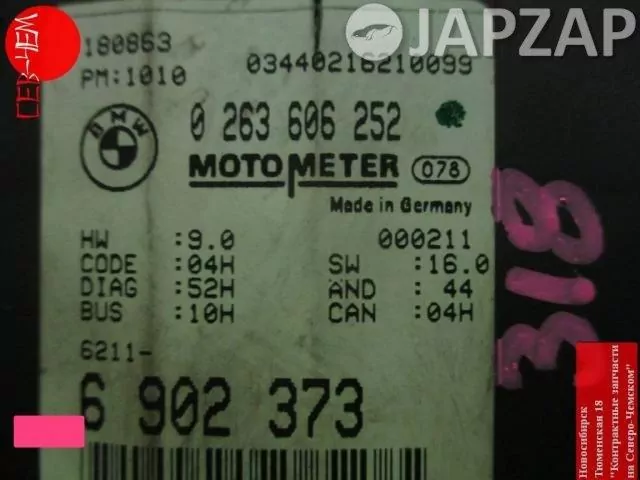 СЕВ-ЧЕМ
JAPZAP
180863
PM:1010
03440216210099
BMW
0 263 606 252
MOTOMETER
078
Made in Germany
HW :9.0
000211
CODE :04H
SW :16.0
DIAG :52H
AND : 44
BUS :10H
CAN :04H
6211-
6 902 373
318
Новосибирск
Тюменская 18
"Контрактные запчасти
на Северо-Чемском"